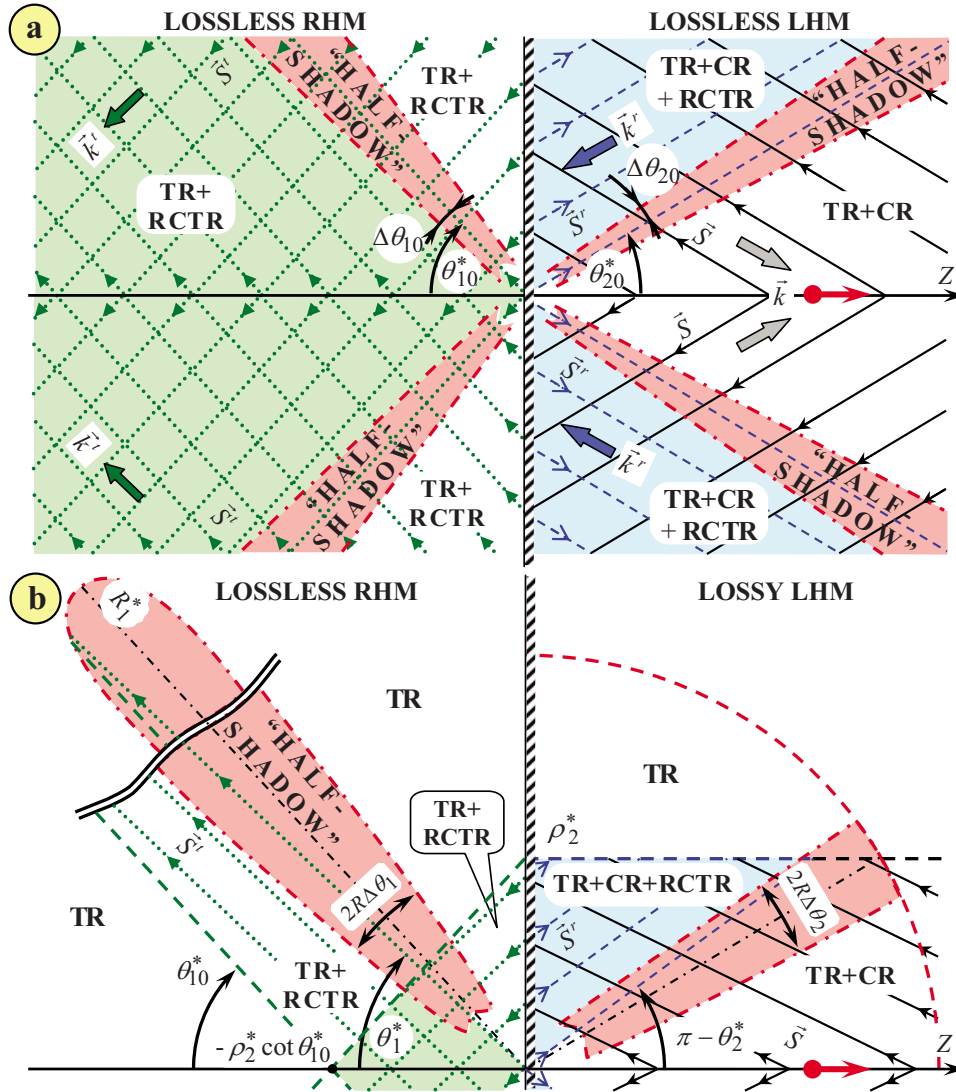 a
LOSSLESS RHM
LOSSLESS LHM
"HALF-
SHADOW"
TR+
RCTR
TR+CR
+ RCTR
"HALF-
SHADOW"
S⃗ᵗ
k⃗ᵗ
k⃗ʳ
TR+
RCTR
Δθ₂₀
TR+CR
S⃗ʳ
S⃗
Δθ₁₀
θ*₁₀
θ*₂₀
k⃗
Z
S⃗
S⃗ʳ
k⃗ᵗ
k⃗ʳ
S⃗ᵗ
"HALF-
SHADOW"
TR+
RCTR
TR+CR
+ RCTR
"HALF-
SHADOW"
b
LOSSLESS RHM
LOSSY LHM
R*₁
TR
"HALF-
SHADOW"
TR
TR+
RCTR
ρ*₂
S⃗ᵗ
TR+CR+RCTR
2RΔθ₁
2RΔθ₂
TR
S⃗ʳ
θ*₁₀
TR+
RCTR
TR+CR
- ρ*₂ cot θ*₁₀
θ*₁
π – θ*₂
S⃗
Z